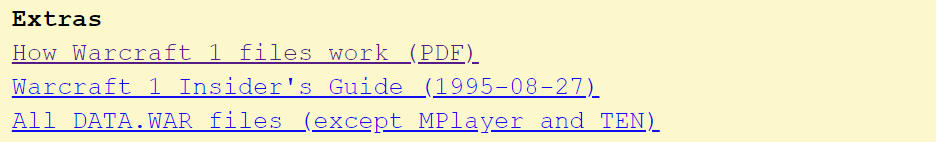 Extras
How Warcraft 1 files work (PDF)
Warcraft 1 Insider's Guide (1995-08-27)
All DATA.WAR files (except MPlayer and TEN)